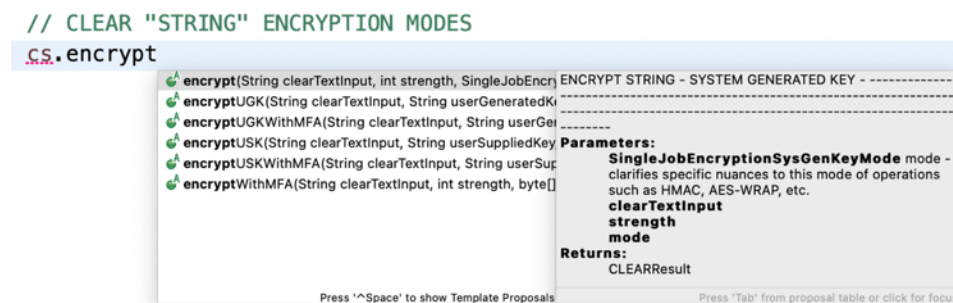 // CLEAR "STRING" ENCRYPTION MODES
cs.encrypt
encrypt(String clearTextInput, int strength, SingleJobEncry
encryptUGK(String clearTextInput, String userGeneratedK
encryptUGKWithMFA(String clearTextInput, String userGe
encryptUSK(String clearTextInput, String userSuppliedKey
encryptUSKWithMFA(String clearTextInput, String userSup
encryptWithMFA(String clearTextInput, int strength, byte[]
Press '^Space' to show Template Proposals
ENCRYPT STRING - SYSTEM GENERATED KEY - --------------
------------------------------------------------------------
------------------------------------------------------------
--------
Parameters:
SingleJobEncryptionSysGenKeyMode mode -
clarifies specific nuances to this mode of operations
such as HMAC, AES-WRAP, etc.
clearTextInput
strength
mode
Returns:
CLEARResult
Press 'Tab' from proposal table or click for focu